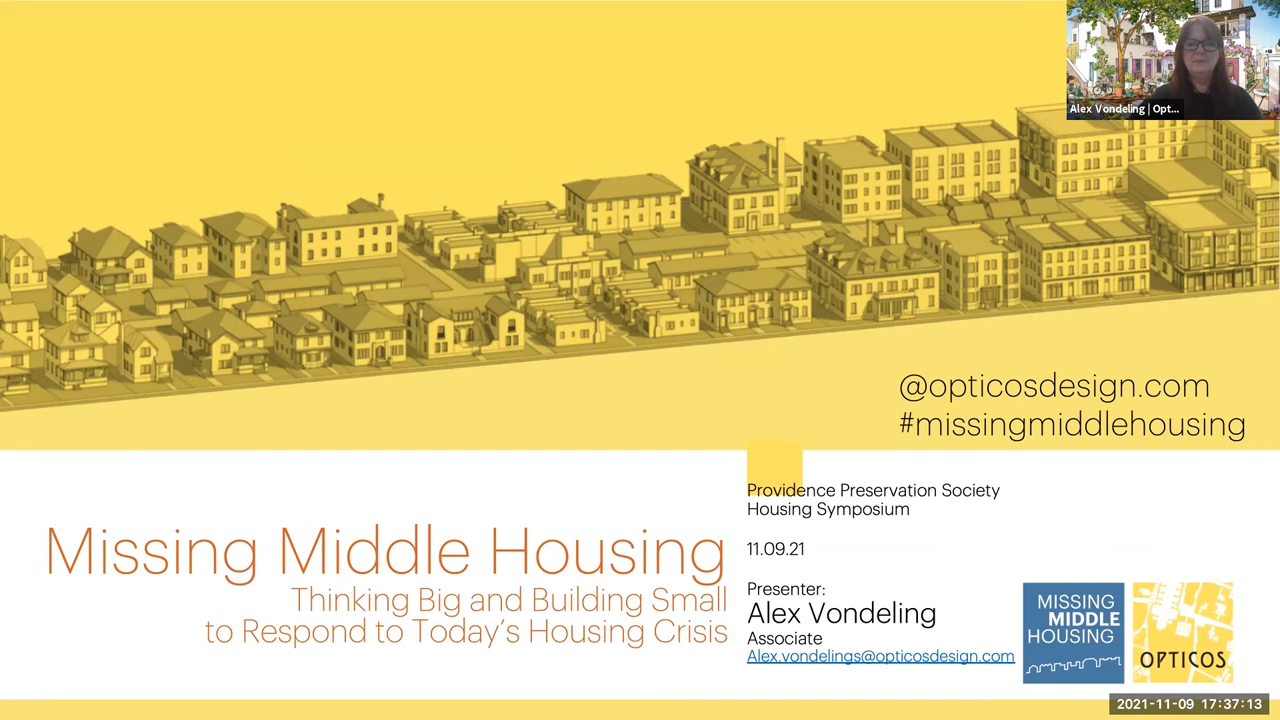 Alex Vondeling | Opt...
@opticosdesign.com
#missingmiddlehousing
Providence Preservation Society
Housing Symposium
11.09.21
Missing Middle Housing
Thinking Big and Building Small
to Respond to Today's Housing Crisis
Presenter:
Alex Vondeling
Associate
Alex.vondelings@opticosdesign.com
MISSING
MIDDLE
HOUSING
OPTICOS
2021-11-09 17:37:13